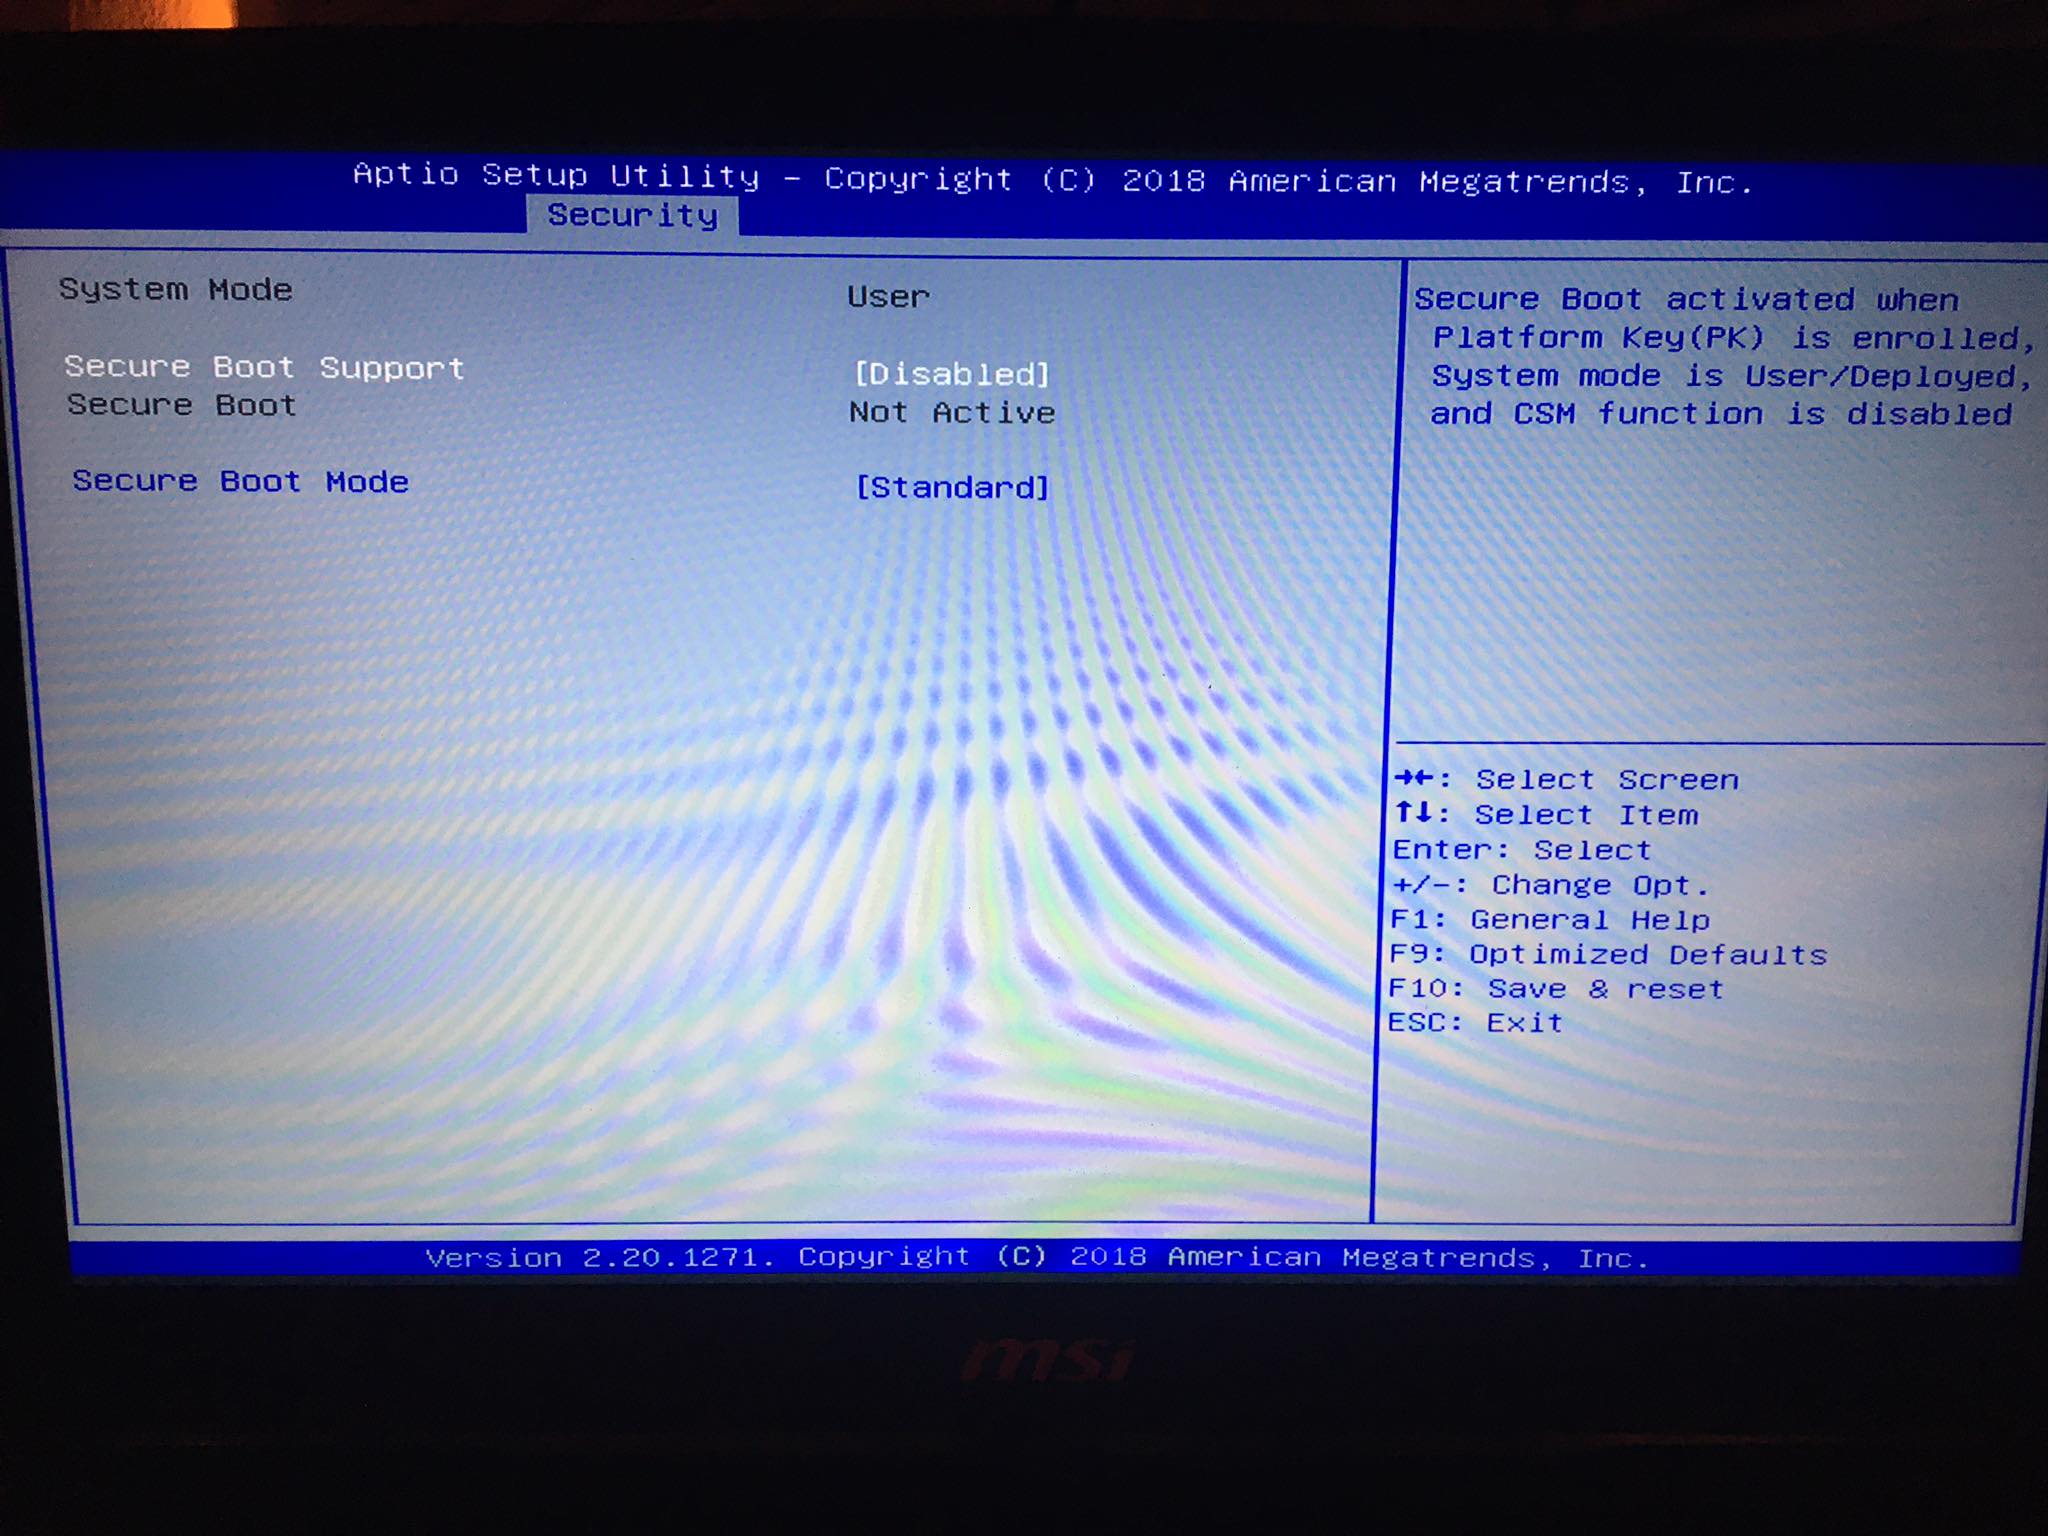 Aptio Setup Utility – Copyright (C) 2018 American Megatrends, Inc.
Security
System Mode User
Secure Boot Support [Disabled]
Secure Boot Not Active
Secure Boot Mode [Standard]
Secure Boot activated when
Platform Key(PK) is enrolled,
System mode is User/Deployed,
and CSM function is disabled
→←: Select Screen
↑↓: Select Item
Enter: Select
+/-: Change Opt.
F1: General Help
F9: Optimized Defaults
F10: Save & reset
ESC: Exit
Version 2.20.1271. Copyright (C) 2018 American Megatrends, Inc.
msi